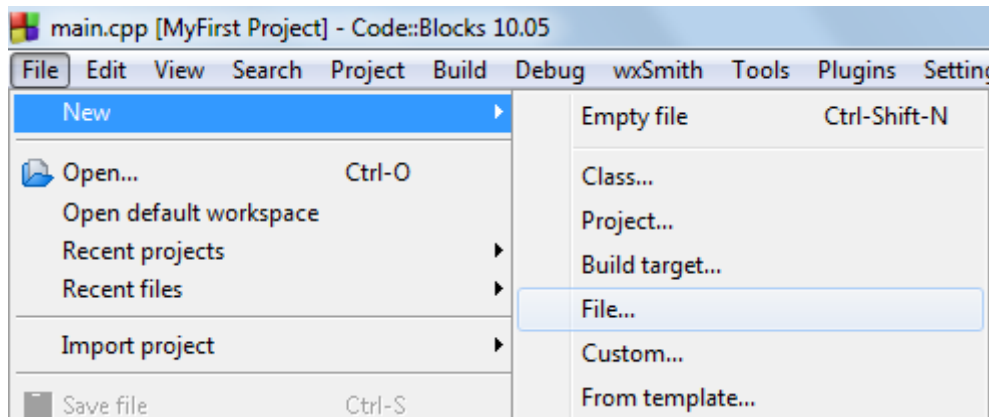 main.cpp [MyFirst Project] - Code::Blocks 10.05
File Edit View Search Project Build Debug wxSmith Tools Plugins
New
Open... Ctrl-O
Open default workspace
Recent projects
Recent files
Import project
Save file Ctrl-S
Empty file Ctrl-Shift-N
Class...
Project...
Build target...
File...
Custom...
From template...